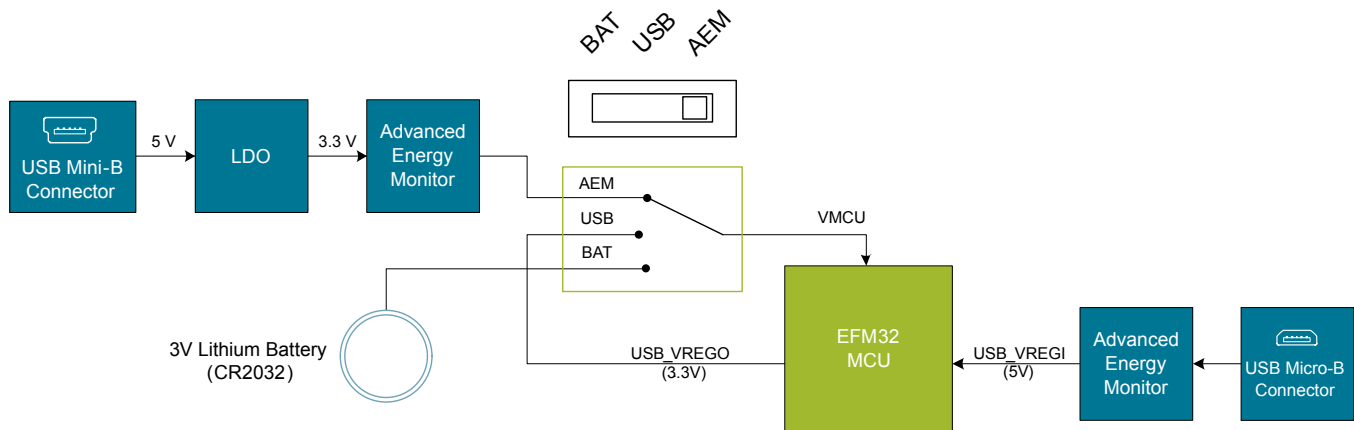 BAT
USB
AEM
USB Mini-B
Connector
5 V
LDO
3.3 V
Advanced
Energy
Monitor
AEM
USB
BAT
VMCU
3V Lithium Battery
(CR2032)
USB_VREGO
(3.3V)
EFM32
MCU
USB_VREGI
(5V)
Advanced
Energy
Monitor
USB Micro-B
Connector